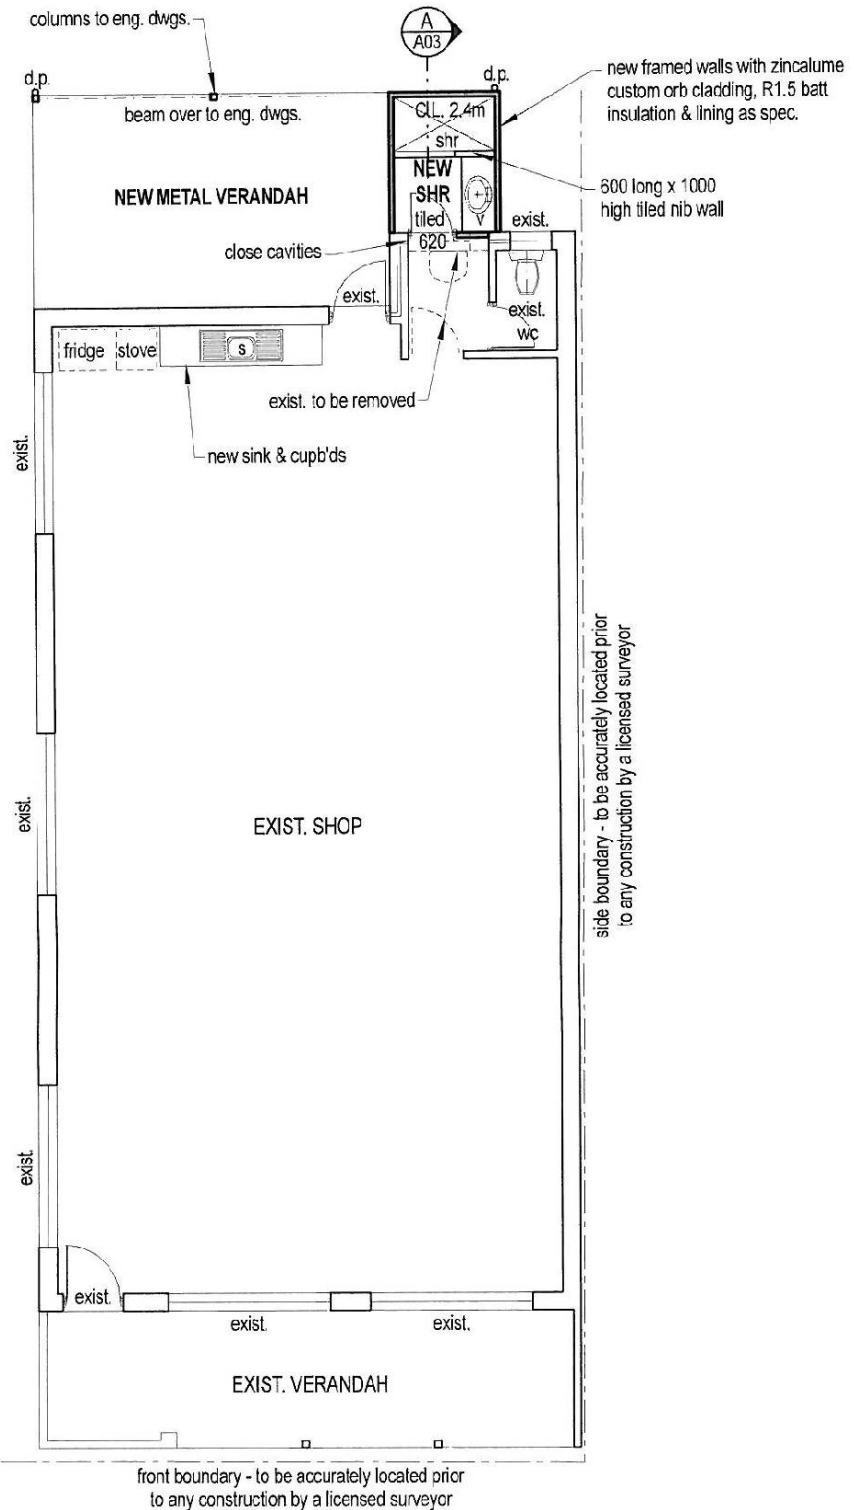 columns to eng. dwgs.
A
A03
d.p.
d.p.
new framed walls with zincalume
custom orb cladding, R1.5 batt
insulation & lining as spec.
beam over to eng. dwgs.
CIL. 2.4m
shr
NEW METAL VERANDAH
NEW
SHR
tiled
v
600 long x 1000
high tiled nib wall
exist.
close cavities
620
exist.
exist.
wc
fridge
stove
s
exist. to be removed
new sink & cupb'ds
exist.
side boundary - to be accurately located prior
to any construction by a licensed surveyor
exist.
EXIST. SHOP
exist.
exist.
exist.
exist.
EXIST. VERANDAH
front boundary - to be accurately located prior
to any construction by a licensed surveyor